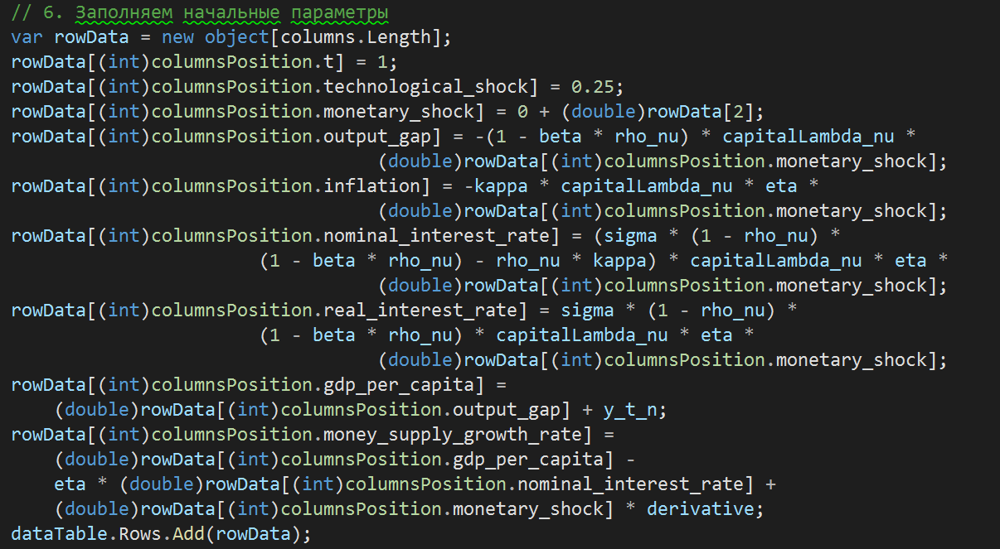 // 6. Заполняем начальные параметры
var rowData = new object[columns.Length];
rowData[(int)columnsPosition.t] = 1;
rowData[(int)columnsPosition.technological_shock] = 0.25;
rowData[(int)columnsPosition.monetary_shock] = 0 + (double)rowData[2];
rowData[(int)columnsPosition.output_gap] = -(1 - beta * rho_nu) * capitalLambda_nu *
(double)rowData[(int)columnsPosition.monetary_shock];
rowData[(int)columnsPosition.inflation] = -kappa * capitalLambda_nu * eta *
(double)rowData[(int)columnsPosition.monetary_shock];
rowData[(int)columnsPosition.nominal_interest_rate] = (sigma * (1 - rho_nu) *
(1 - beta * rho_nu) - rho_nu * kappa) * capitalLambda_nu * eta *
(double)rowData[(int)columnsPosition.monetary_shock];
rowData[(int)columnsPosition.real_interest_rate] = sigma * (1 - rho_nu) *
(1 - beta * rho_nu) * capitalLambda_nu * eta *
(double)rowData[(int)columnsPosition.monetary_shock];
rowData[(int)columnsPosition.gdp_per_capita] =
(double)rowData[(int)columnsPosition.output_gap] + y_t_n;
rowData[(int)columnsPosition.money_supply_growth_rate] =
(double)rowData[(int)columnsPosition.gdp_per_capita] -
eta * (double)rowData[(int)columnsPosition.nominal_interest_rate] +
(double)rowData[(int)columnsPosition.monetary_shock] * derivative;
dataTable.Rows.Add(rowData);